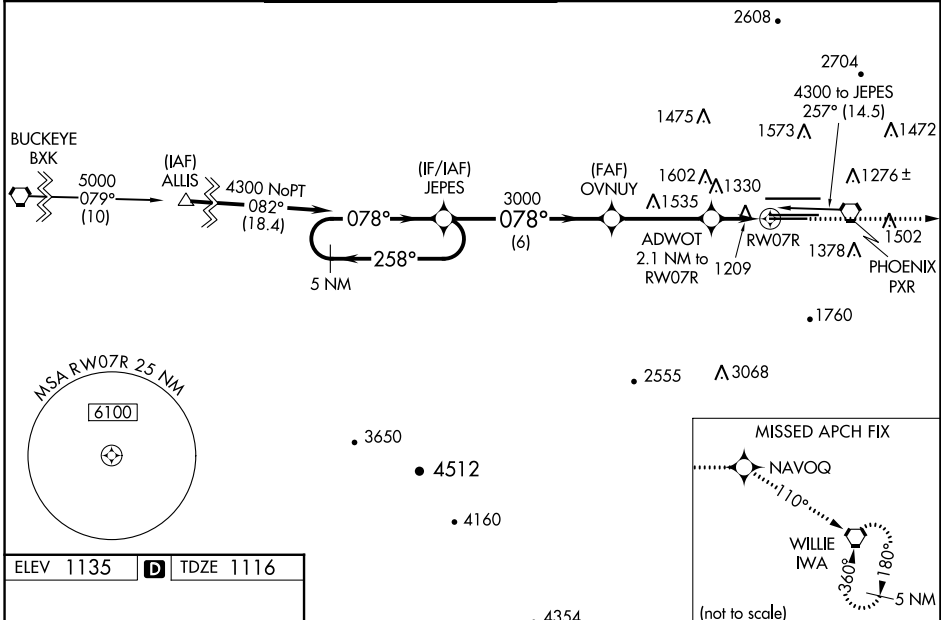 2608
2704
4300 to JEPES
257° (14.5)
1475
1573
1472
BUCKEYE
BXK
5000
079°
(10)
(IAF)
ALLIS
4300 NoPT
082°
(18.4)
(IF/IAF)
JEPES
3000
078°
(6)
(FAF)
OVNUY
1602
1330
1535
1276 ±
078°
258°
5 NM
ADWOT
2.1 NM to
RW07R
1209
RW07R
1502
1378
PHOENIX
PXR
1760
2555
3068
MSA RW07R 25 NM
6100
3650
4512
4160
MISSED APCH FIX
NAVOQ
110°
WILLIE
IWA
360°
180°
5 NM
(not to scale)
ELEV 1135 D TDZE 1116
4354